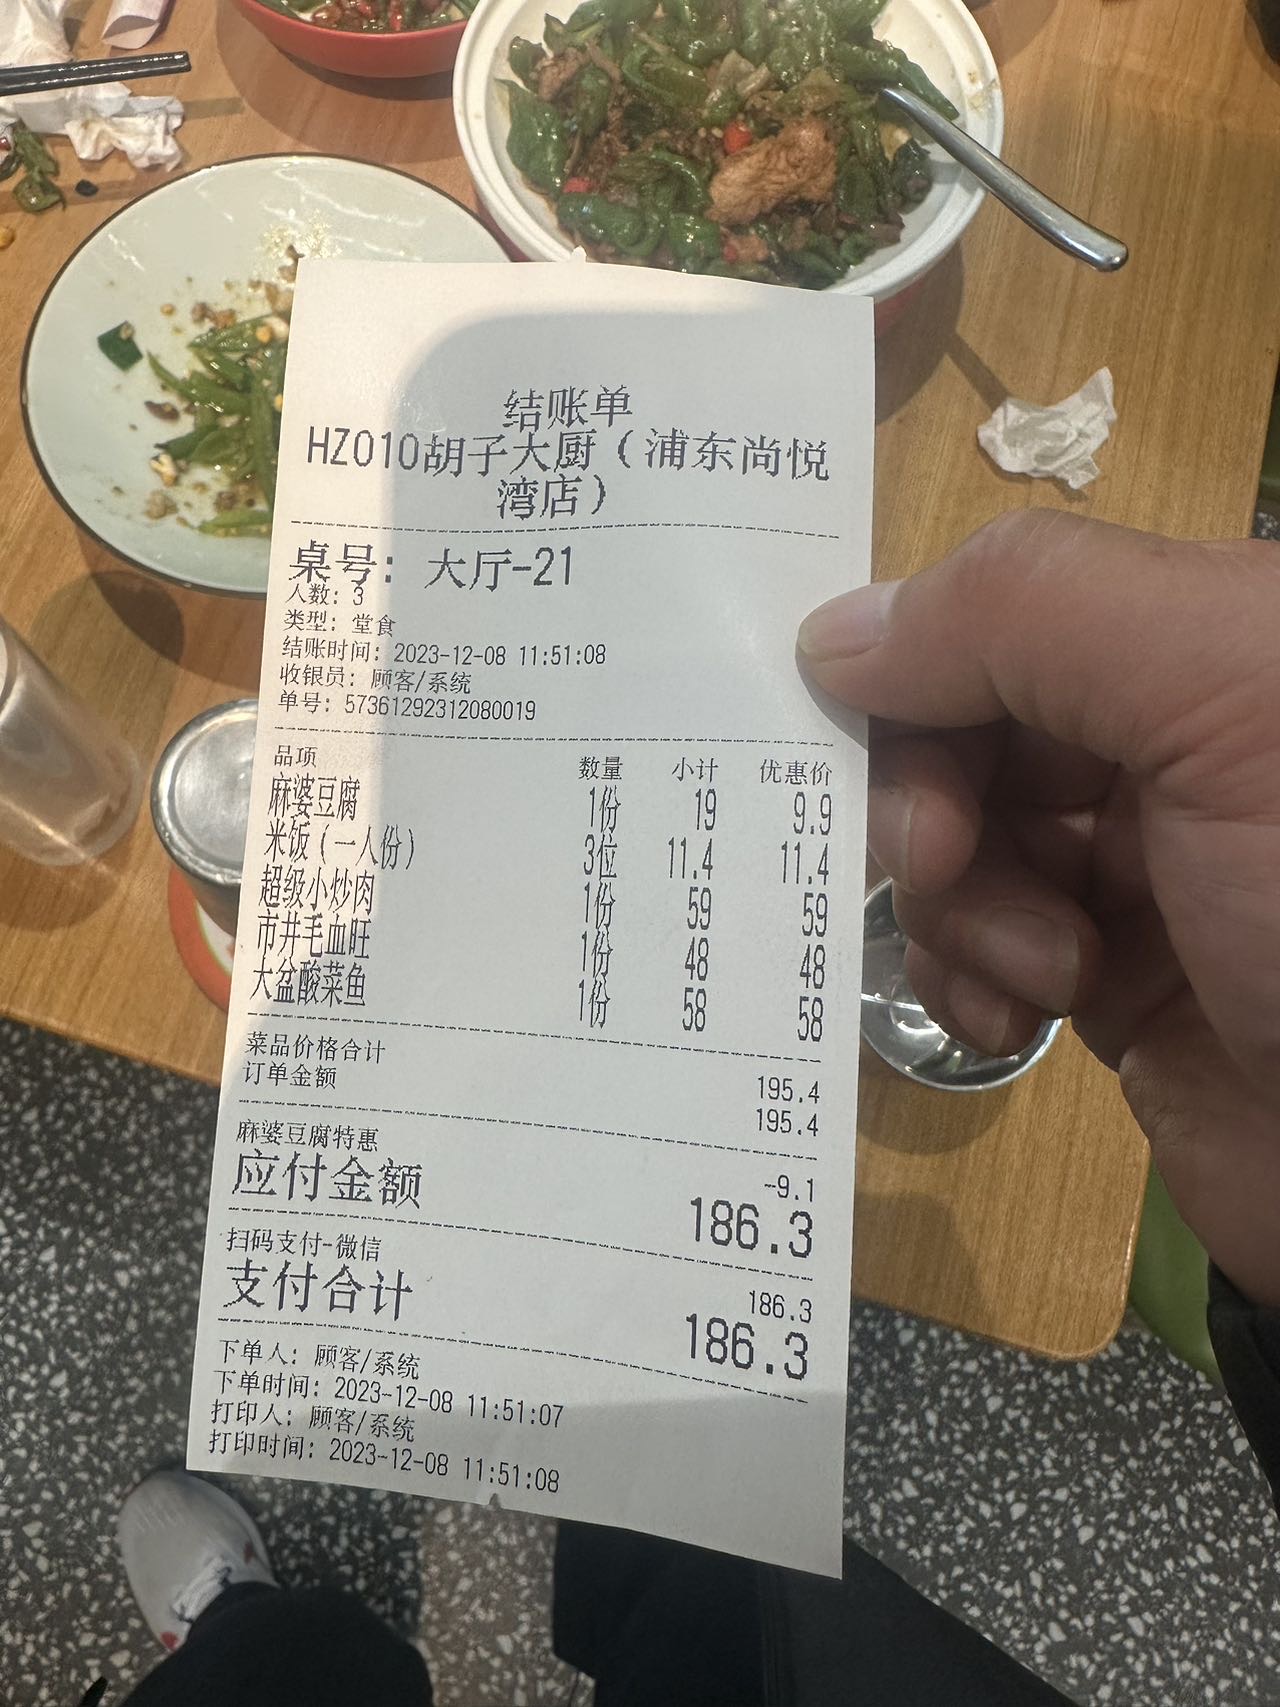 结账单
HZ010胡子大厨（浦东尚悦
湾店）
桌号：大厅-21
人数：3
类型：堂食
结账时间：2023-12-08 11:51:08
收银员：顾客/系统
单号：57361292312080019
品项 数量 小计 优惠价
麻婆豆腐 1份 19 9.9
米饭（一人份） 3位 11.4 11.4
超级小炒肉 1份 59 59
市井毛血旺 1份 48 48
大盆酸菜鱼 1份 58 58
菜品价格合计 195.4
订单金额 195.4
麻婆豆腐特惠 -9.1
应付金额 186.3
扫码支付-微信 186.3
支付合计 186.3
下单人：顾客/系统
下单时间：2023-12-08 11:51:07
打印人：顾客/系统
打印时间：2023-12-08 11:51:08